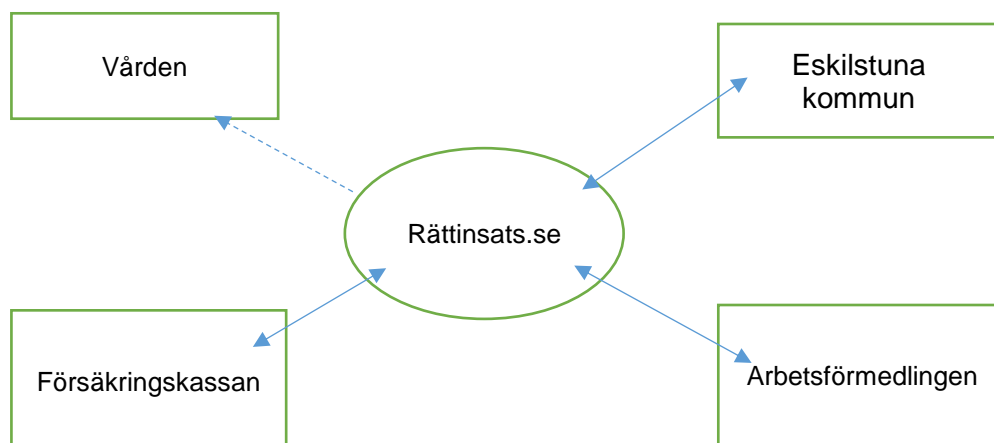 Vården
Eskilstuna
kommun
Rättinsats.se
Försäkringskassan
Arbetsförmedlingen